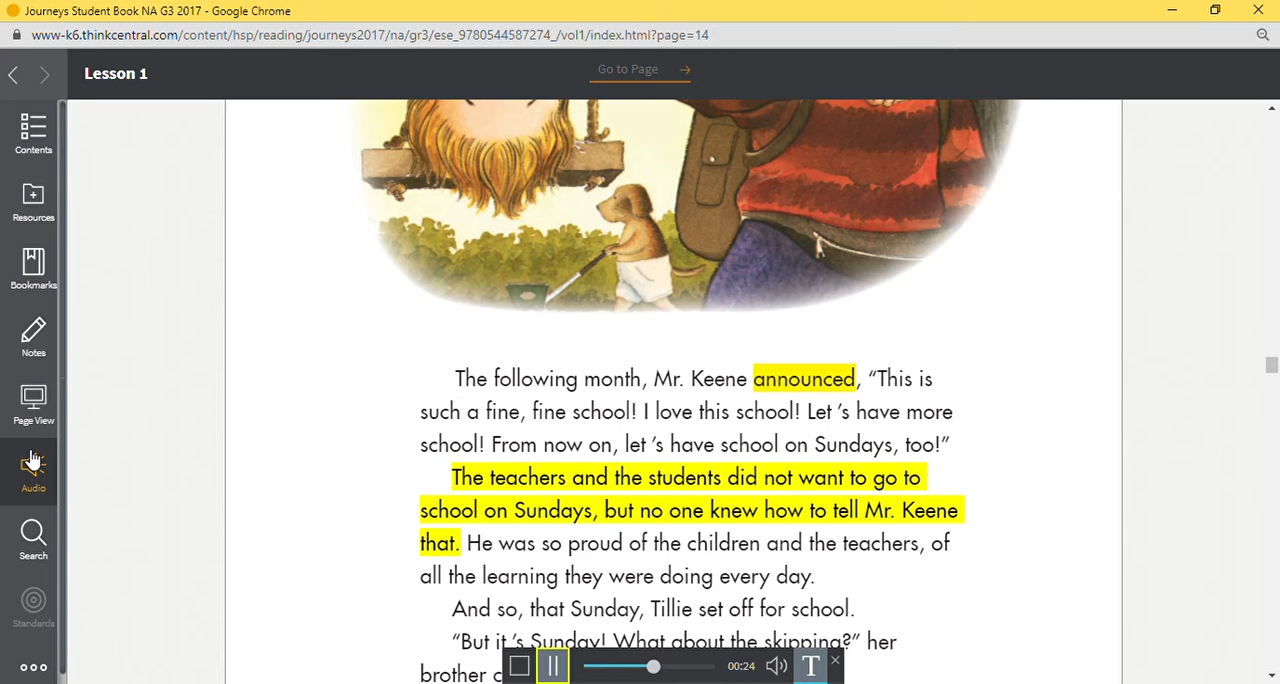 Journeys Student Book NA G3 2017 - Google Chrome
www-k6.thinkcentral.com/content/hsp/reading/journeys2017/na/gr3/ese_9780544587274_/vol1/index.html?page=14
Lesson 1
Go to Page
Contents
Resources
Bookmarks
Notes
Page View
Audio
Search
Standards
The following month, Mr. Keene announced, “This is
such a fine, fine school! I love this school! Let ’s have more
school! From now on, let ’s have school on Sundays, too!”
The teachers and the students did not want to go to
school on Sundays, but no one knew how to tell Mr. Keene
that. He was so proud of the children and the teachers, of
all the learning they were doing every day.
And so, that Sunday, Tillie set off for school.
“But it ’s Sunday! What about the skipping?” her
brother
00:24
T